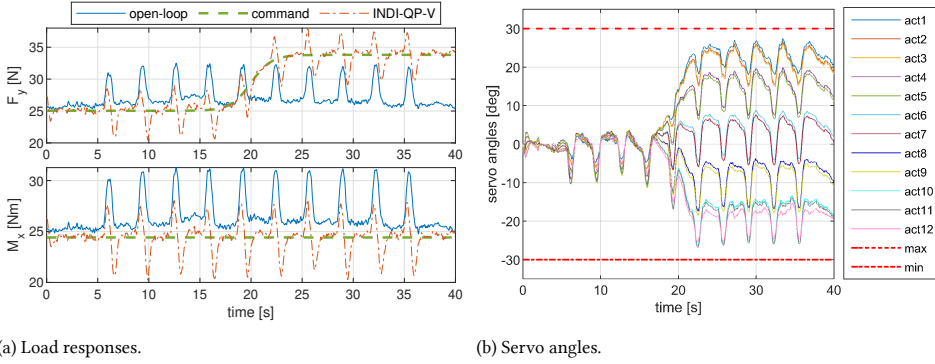 open-loop command INDI-QP-V
F_y [N]
35
30
25
20
0 5 10 15 20 25 30 35 40
M_x [Nm]
30
25
20
0 5 10 15 20 25 30 35 40
time [s]
(a) Load responses.
servo angles [deg]
30
20
10
0
-10
-20
-30
0 10 20 30 40
time [s]
act1
act2
act3
act4
act5
act6
act7
act8
act9
act10
act11
act12
max
min
(b) Servo angles.